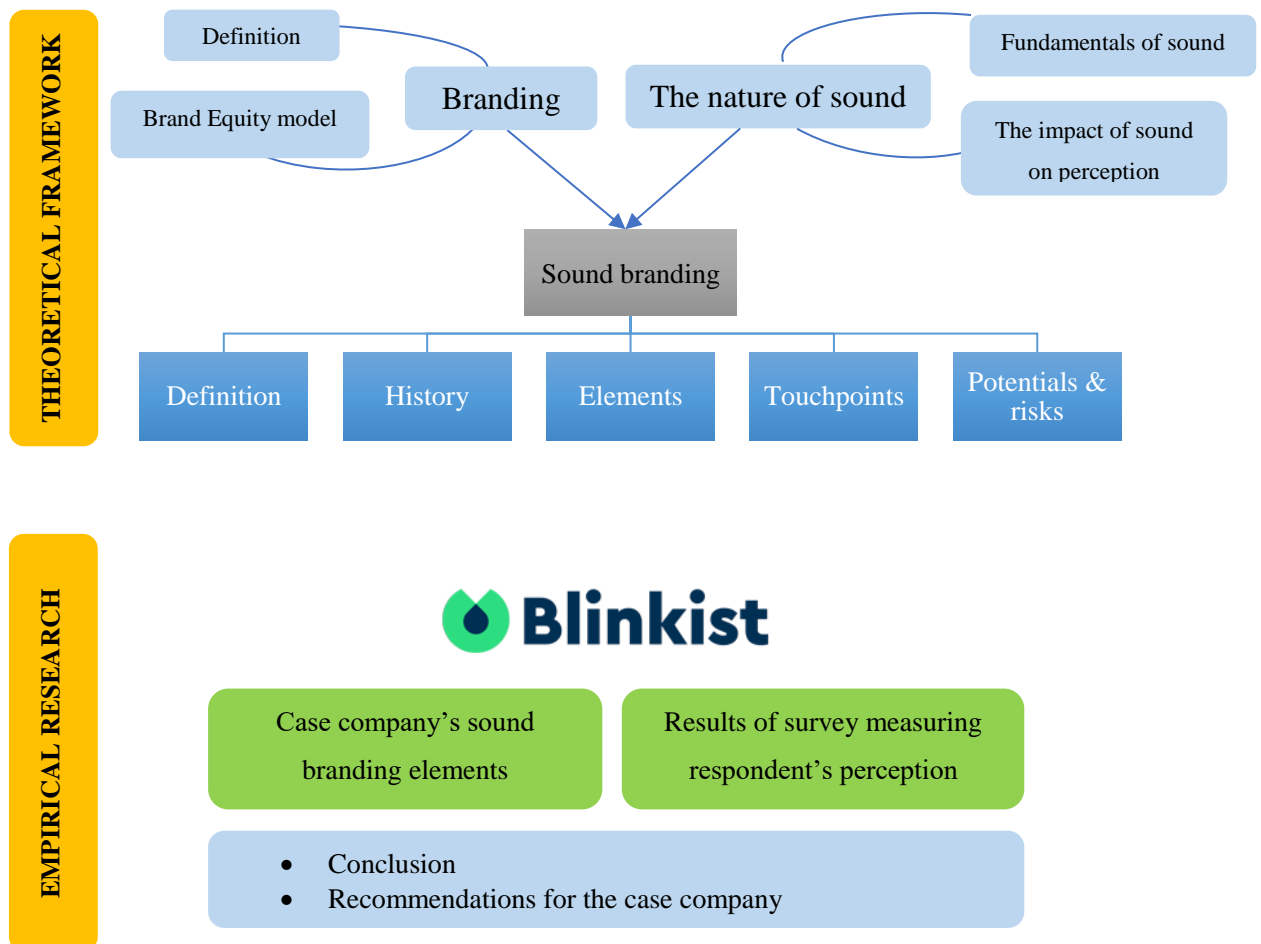 THEORETICAL FRAMEWORK
Definition
Brand Equity model
Branding
The nature of sound
Fundamentals of sound
The impact of sound
on perception
Sound branding
Definition
History
Elements
Touchpoints
Potentials &
risks
EMPIRICAL RESEARCH
Blinkist
Case company’s sound
branding elements
Results of survey measuring
respondent’s perception
• Conclusion
• Recommendations for the case company